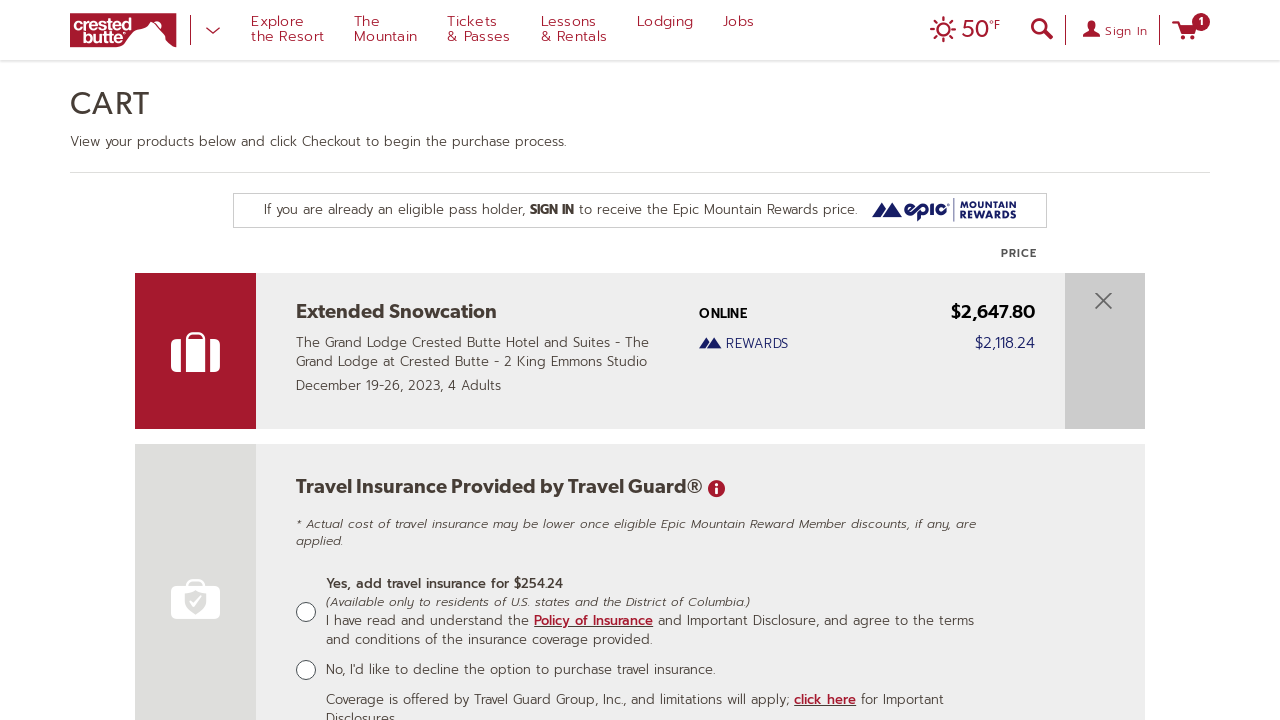 crested butte
Explore the Resort
The Mountain
Tickets & Passes
Lessons & Rentals
Lodging
Jobs
50°F
Sign In
1
CART
View your products below and click Checkout to begin the purchase process.
If you are already an eligible pass holder, SIGN IN to receive the Epic Mountain Rewards price.
epic MOUNTAIN REWARDS
PRICE
Extended Snowcation
ONLINE
$2,647.80
The Grand Lodge Crested Butte Hotel and Suites - The
Grand Lodge at Crested Butte - 2 King Emmons Studio
REWARDS
$2,118.24
December 19-26, 2023, 4 Adults
Travel Insurance Provided by Travel Guard®
* Actual cost of travel insurance may be lower once eligible Epic Mountain Reward Member discounts, if any, are
applied.
Yes, add travel insurance for $254.24
(Available only to residents of U.S. states and the District of Columbia.)
I have read and understand the Policy of Insurance and Important Disclosure, and agree to the terms
and conditions of the insurance coverage provided.
No, I'd like to decline the option to purchase travel insurance.
Coverage is offered by Travel Guard Group, Inc., and limitations will apply; click here for Important
Disclosures.